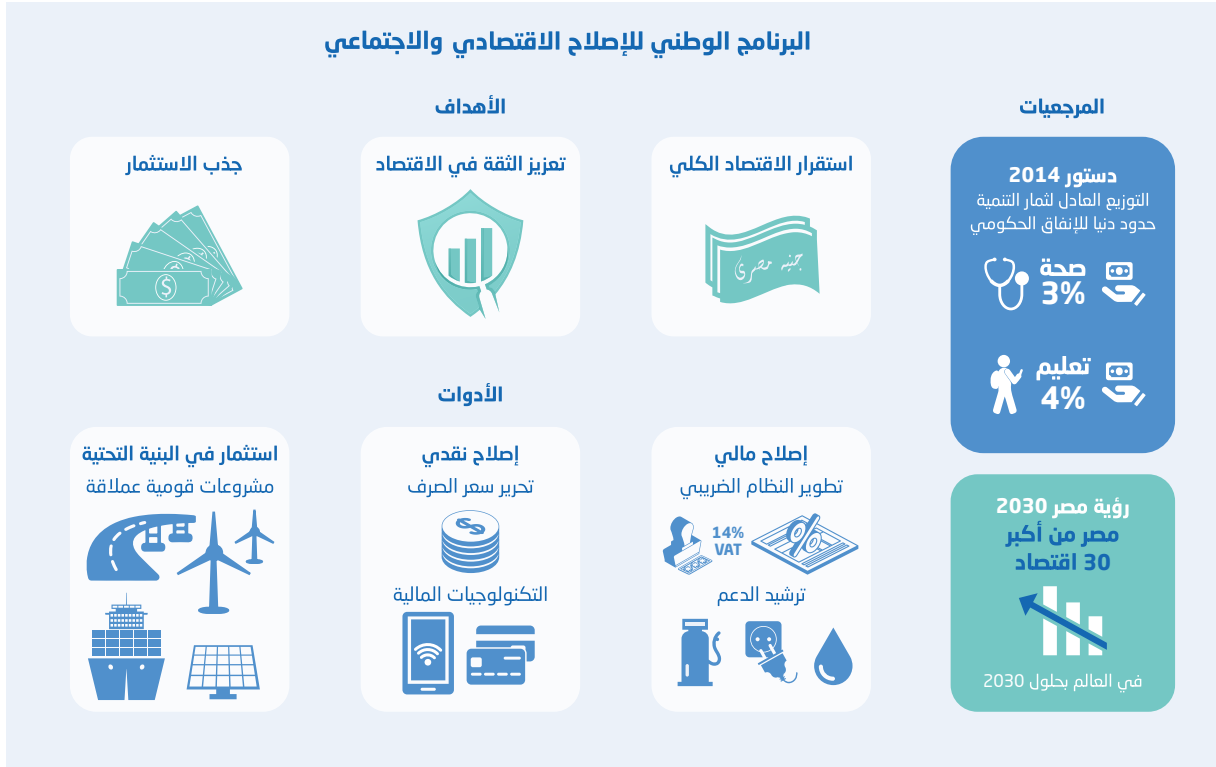 البرنامج الوطني للإصلاح الاقتصادي والاجتماعي
المرجعيات
دستور 2014
التوزيع العادل لثمار التنمية
حدود دنيا للإنفاق الحكومي
صحة
3%
تعليم
4%
رؤية مصر 2030
مصر من أكبر
30 اقتصاد
في العالم بحلول 2030
الأهداف
استقرار الاقتصاد الكلي
جنيه مصرى
تعزيز الثقة في الاقتصاد
جذب الاستثمار
$
الأدوات
إصلاح مالي
تطوير النظام الضريبي
%
14%
VAT
ترشيد الدعم
إصلاح نقدي
تحرير سعر الصرف
$
التكنولوجيات المالية
استثمار في البنية التحتية
مشروعات قومية عملاقة